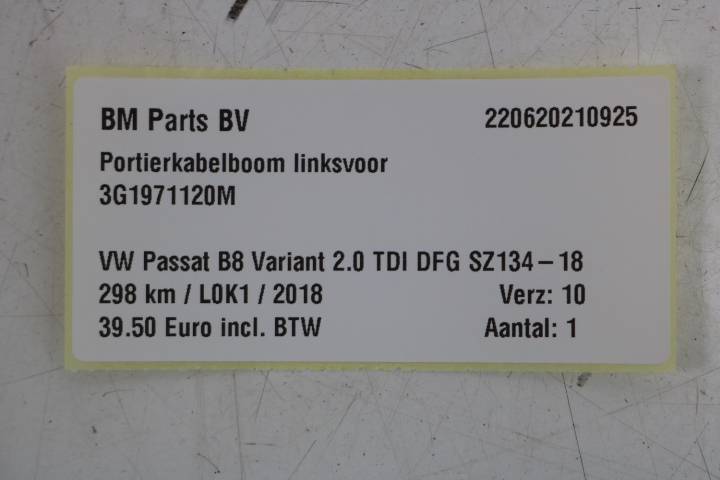 BM Parts BV 220620210925
Portierkabelboom linksvoor
3G1971120M
VW Passat B8 Variant 2.0 TDI DFG SZ134-18
298 km / L0K1 / 2018 Verz: 10
39.50 Euro incl. BTW Aantal: 1